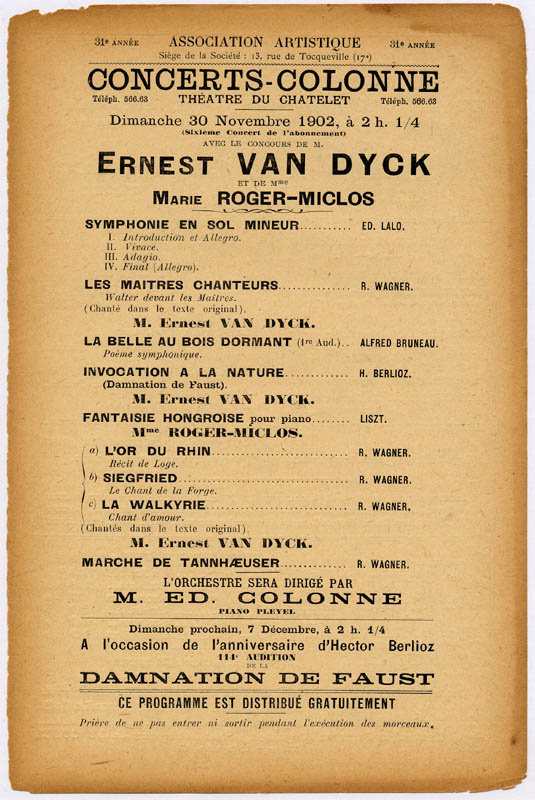 31e ANNÉE ASSOCIATION ARTISTIQUE 31e ANNÉE
Siège de la Société : 13, rue de Tocqueville (17e)
CONCERTS-COLONNE
Téléph. 566.63 THÉATRE DU CHATELET Téléph. 566.63
Dimanche 30 Novembre 1902, à 2 h. 1/4
(Sixième Concert de l'abonnement)
AVEC LE CONCOURS DE M.
ERNEST VAN DYCK
ET DE Mme
MARIE ROGER-MICLOS
SYMPHONIE EN SOL MINEUR........... ED. LALO.
I. Introduction et Allegro.
II. Vivace.
III. Adagio.
IV. Final (Allegro).
LES MAITRES CHANTEURS.............. R. WAGNER.
Walter devant les Maîtres.
(Chanté dans le texte original).
M. Ernest VAN DYCK.
LA BELLE AU BOIS DORMANT (1re Aud.).. ALFRED BRUNEAU.
Poème symphonique.
INVOCATION A LA NATURE............. H. BERLIOZ.
(Damnation de Faust).
M. Ernest VAN DYCK.
FANTAISIE HONGROISE pour piano........ LISZT.
Mme ROGER-MICLOS.
a) L'OR DU RHIN........................... R. WAGNER.
Récit de Loge.
b) SIEGFRIED................................ R. WAGNER.
Le Chant de la Forge.
c) LA WALKYRIE............................ R. WAGNER.
Chant d'amour.
(Chantés dans le texte original).
M. Ernest VAN DYCK.
MARCHE DE TANNHÆUSER............. R. WAGNER.
L'ORCHESTRE SERA DIRIGÉ PAR
M. ED. COLONNE
PIANO PLEYEL
Dimanche prochain, 7 Décembre, à 2 h. 1/4
A l'occasion de l'anniversaire d'Hector Berlioz
114e AUDITION
DE LA
DAMNATION DE FAUST
CE PROGRAMME EST DISTRIBUÉ GRATUITEMENT
Prière de ne pas entrer ni sortir pendant l'exécution des morceaux.